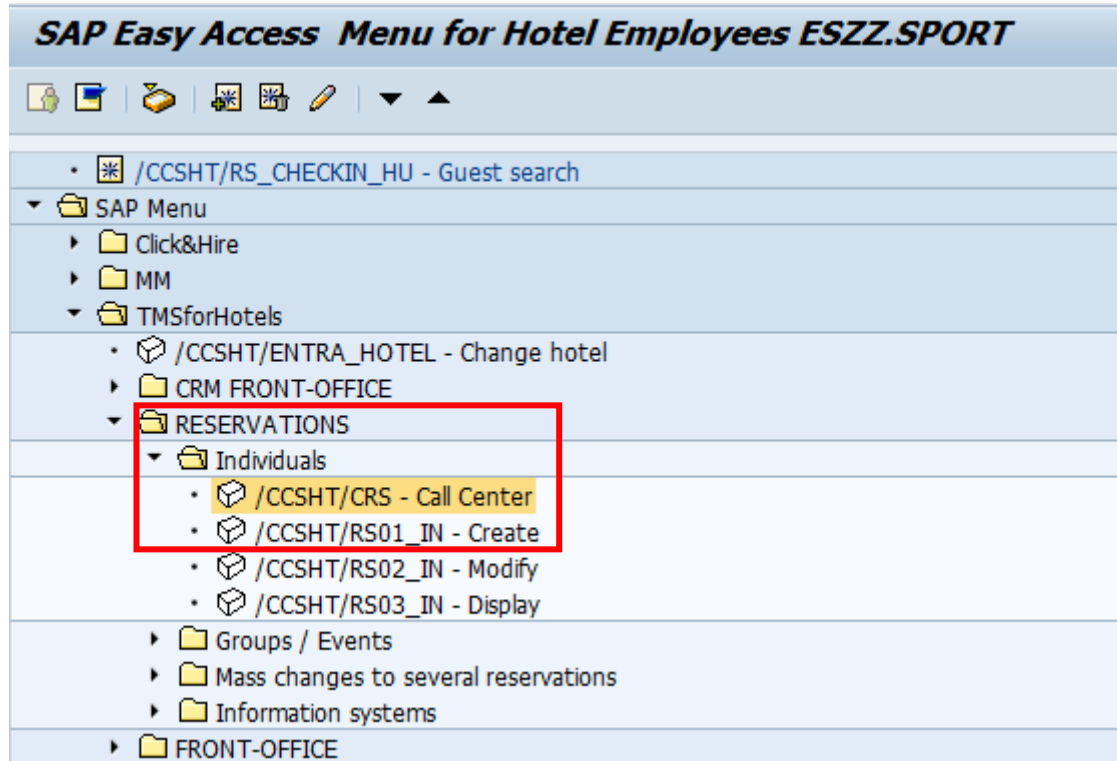 SAP Easy Access Menu for Hotel Employees ESZZ.SPORT
/CCSHT/RS_CHECKIN_HU - Guest search
SAP Menu
Click&Hire
MM
TMSforHotels
/CCSHT/ENTRA_HOTEL - Change hotel
CRM FRONT-OFFICE
RESERVATIONS
Individuals
/CCSHT/CRS - Call Center
/CCSHT/RS01_IN - Create
/CCSHT/RS02_IN - Modify
/CCSHT/RS03_IN - Display
Groups / Events
Mass changes to several reservations
Information systems
FRONT-OFFICE